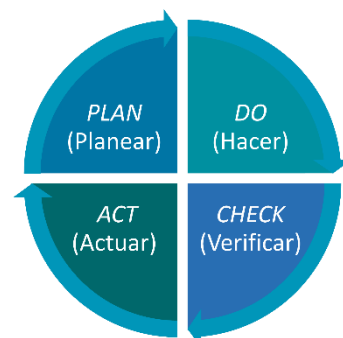 PLAN
(Planear)
DO
(Hacer)
ACT
(Actuar)
CHECK
(Verificar)